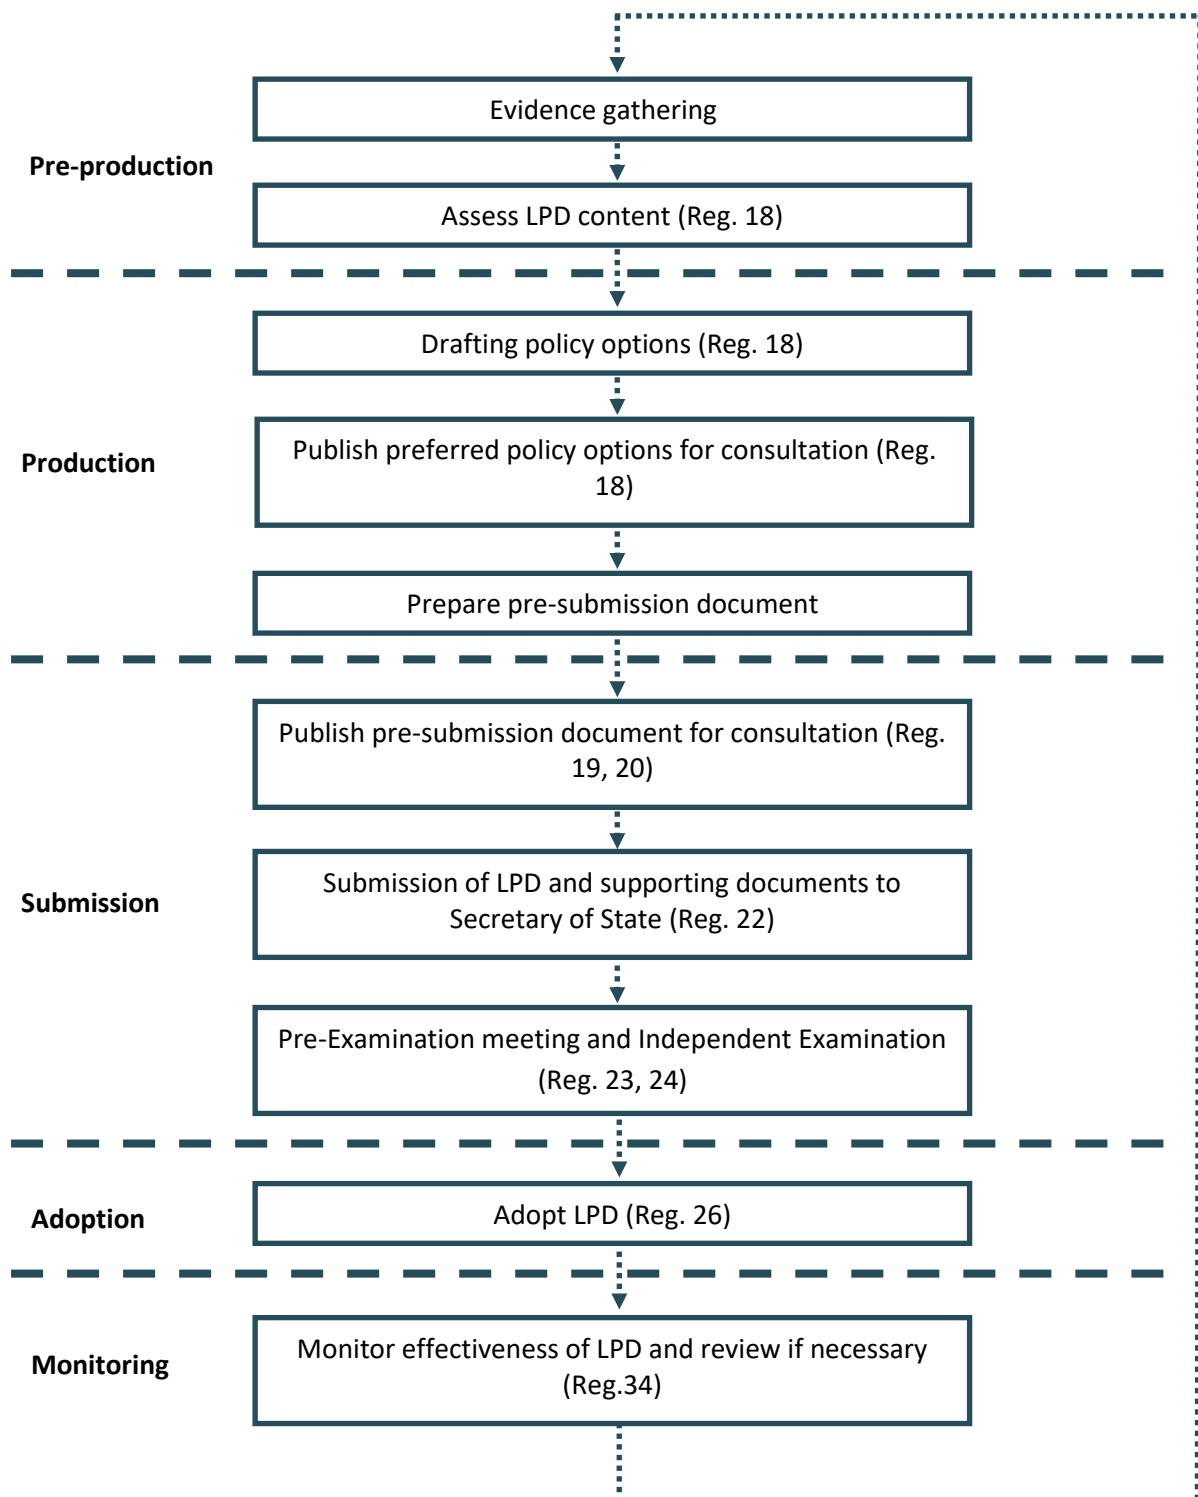 Evidence gathering
Pre-production
Assess LPD content (Reg. 18)
Drafting policy options (Reg. 18)
Publish preferred policy options for consultation (Reg.
18)
Production
Prepare pre-submission document
Publish pre-submission document for consultation (Reg.
19, 20)
Submission of LPD and supporting documents to
Secretary of State (Reg. 22)
Submission
Pre-Examination meeting and Independent Examination
(Reg. 23, 24)
Adopt LPD (Reg. 26)
Adoption
Monitor effectiveness of LPD and review if necessary
(Reg.34)
Monitoring